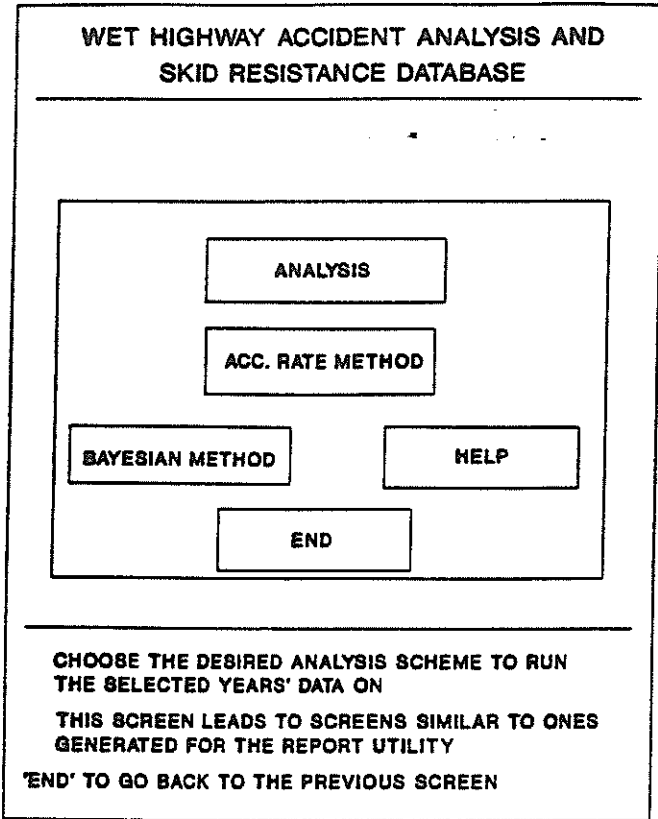 WET HIGHWAY ACCIDENT ANALYSIS AND
SKID RESISTANCE DATABASE
ANALYSIS
ACC. RATE METHOD
BAYESIAN METHOD
HELP
END
CHOOSE THE DESIRED ANALYSIS SCHEME TO RUN
THE SELECTED YEARS' DATA ON
THIS SCREEN LEADS TO SCREENS SIMILAR TO ONES
GENERATED FOR THE REPORT UTILITY
'END' TO GO BACK TO THE PREVIOUS SCREEN